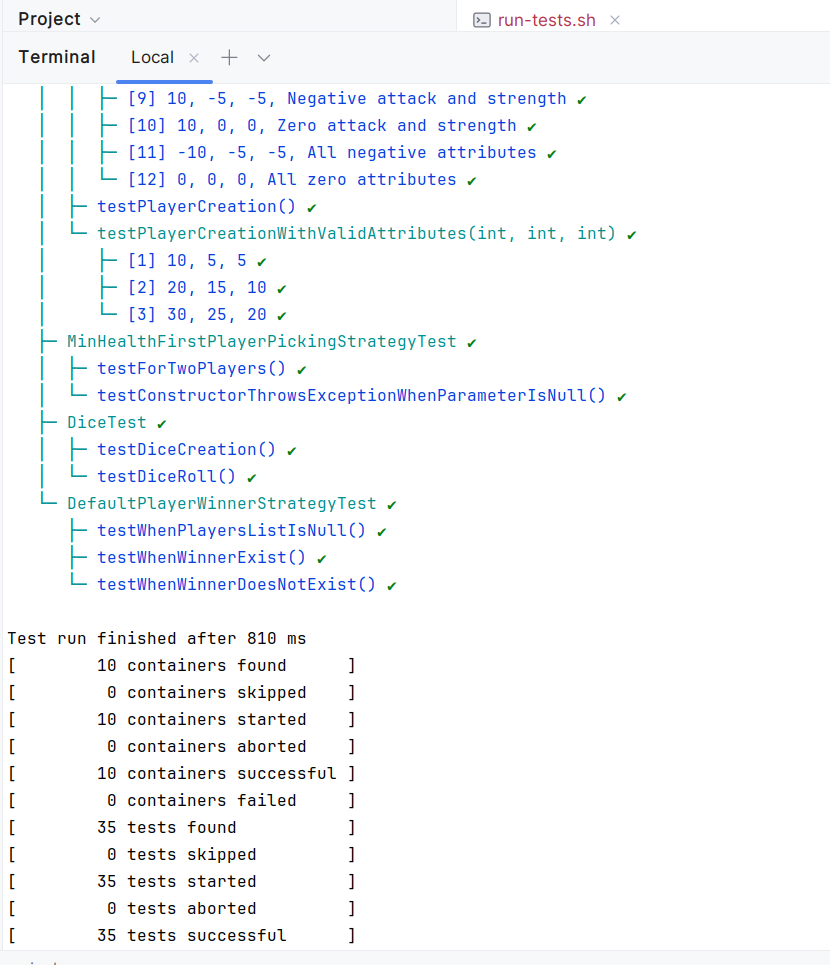 Project
run-tests.sh
Terminal Local
│ │ ├─ [9] 10, -5, -5, Negative attack and strength ✔
│ │ ├─ [10] 10, 0, 0, Zero attack and strength ✔
│ │ ├─ [11] -10, -5, -5, All negative attributes ✔
│ │ └─ [12] 0, 0, 0, All zero attributes ✔
│ ├─ testPlayerCreation() ✔
│ └─ testPlayerCreationWithValidAttributes(int, int, int) ✔
│    ├─ [1] 10, 5, 5 ✔
│    ├─ [2] 20, 15, 10 ✔
│    └─ [3] 30, 25, 20 ✔
├─ MinHealthFirstPlayerPickingStrategyTest ✔
│ ├─ testForTwoPlayers() ✔
│ └─ testConstructorThrowsExceptionWhenParameterIsNull() ✔
├─ DiceTest ✔
│ ├─ testDiceCreation() ✔
│ └─ testDiceRoll() ✔
└─ DefaultPlayerWinnerStrategyTest ✔
   ├─ testWhenPlayersListIsNull() ✔
   ├─ testWhenWinnerExist() ✔
   └─ testWhenWinnerDoesNotExist() ✔
Test run finished after 810 ms
[        10 containers found      ]
[         0 containers skipped    ]
[        10 containers started    ]
[         0 containers aborted    ]
[        10 containers successful ]
[         0 containers failed     ]
[        35 tests found           ]
[         0 tests skipped         ]
[        35 tests started         ]
[         0 tests aborted         ]
[        35 tests successful      ]